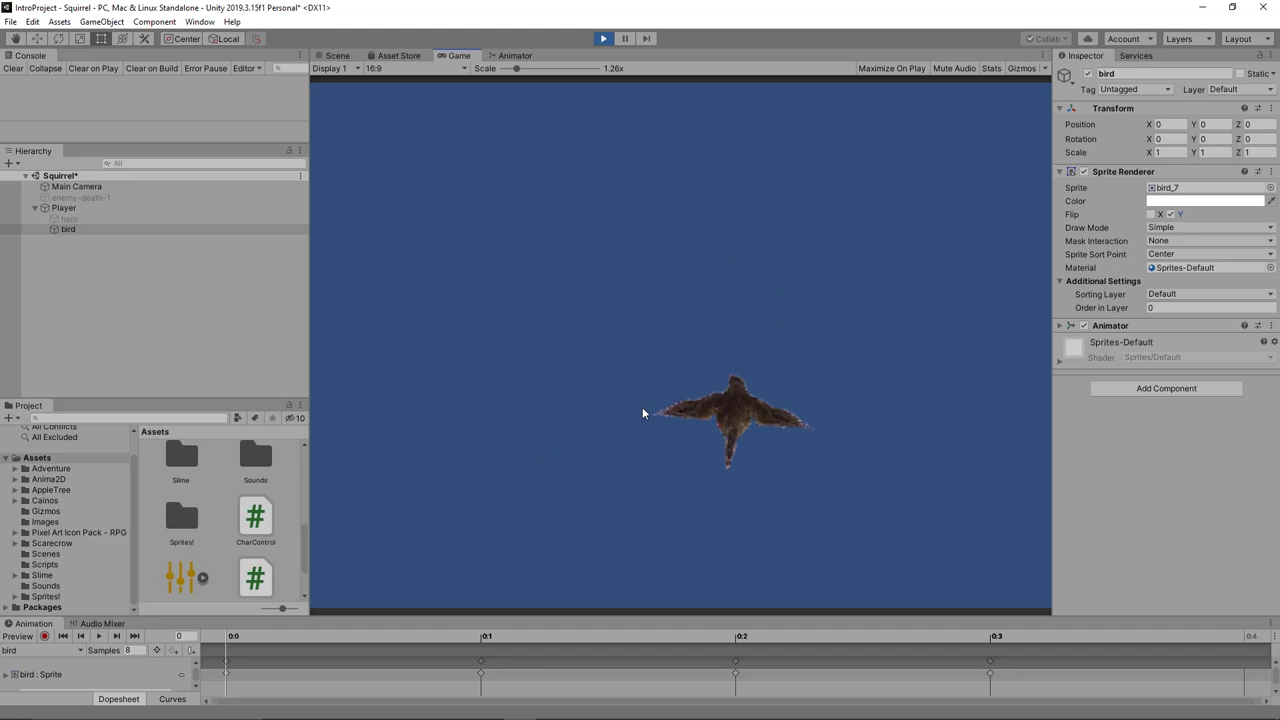 IntroProject - Squirrel - PC, Mac & Linux Standalone - Unity 2019.3.15f1 Personal* <DX11>
File Edit Assets GameObject Component Window Help
Center Local Collab Account Layers Layout
Console Scene Asset Store Game Animator Inspector Services
Clear Collapse Clear on Play Clear on Build Error Pause Editor Display 1 16:9 Scale 1.26x Maximize On Play Mute Audio Stats Gizmos
bird Static
Tag Untagged Layer Default
Transform
Position X 0 Y 0 Z 0
Rotation X 0 Y 0 Z 0
Scale X 1 Y 1 Z 1
Sprite Renderer
Sprite bird_7
Color
Flip X Y
Draw Mode Simple
Mask Interaction None
Sprite Sort Point Center
Material Sprites-Default
Additional Settings
Sorting Layer Default
Order in Layer 0
Animator
Sprites-Default
Shader Sprites/Default
Add Component
Hierarchy
All
Squirrel*
Main Camera
enemy-death-1
Player
hero
bird
Project
10
All Conflicts
All Excluded
Assets
Adventure
Anima2D
AppleTree
Cainos
Gizmos
Images
Pixel Art Icon Pack - RPG
Scarecrow
Scenes
Scripts
Slime
Sounds
Sprites!
Packages
Assets
Slime Sounds
Sprites! CharControl
Animation Audio Mixer
Preview 0 0:0 0:1 0:2 0:3 0:4
bird Samples 8
bird : Sprite
Dopesheet Curves